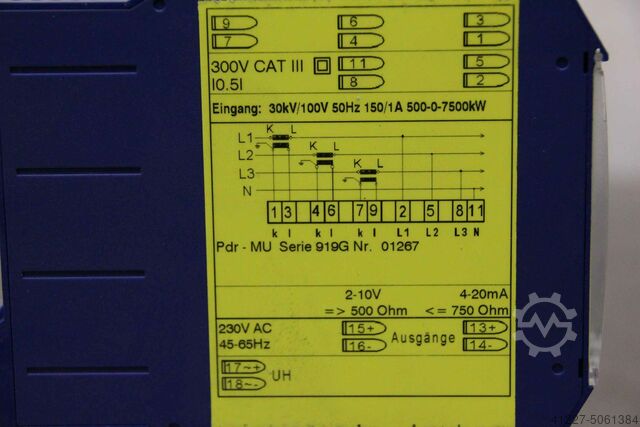 9 6 3
7 4 1
300V CAT III 11 5
I0.5I 8 2
Eingang: 30kV/100V 50Hz 150/1A 500-0-7500kW
K L
L1
K L
L2
K L
L3
N
1 3 4 6 7 9 2 5 8 11
k l k l k l L1 L2 L3 N
Pdr - MU Serie 919G Nr. 01267
2-10V 4-20mA
=> 500 Ohm <= 750 Ohm
230V AC 15+ Ausgänge 13+
45-65Hz 16- 14-
17~+
18~- UH
41227-5061384